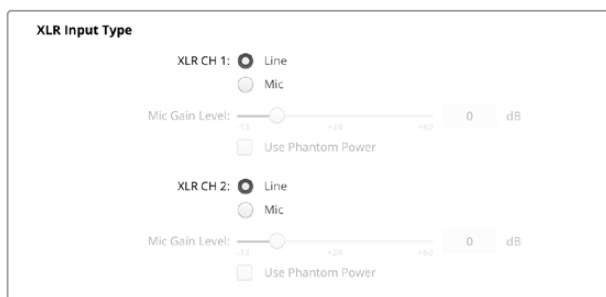 XLR Input Type
XLR CH 1: Line
Mic
Mic Gain Level: 0 dB
-13 +24 +60
Use Phantom Power
XLR CH 2: Line
Mic
Mic Gain Level: 0 dB
-13 +24 +60
Use Phantom Power